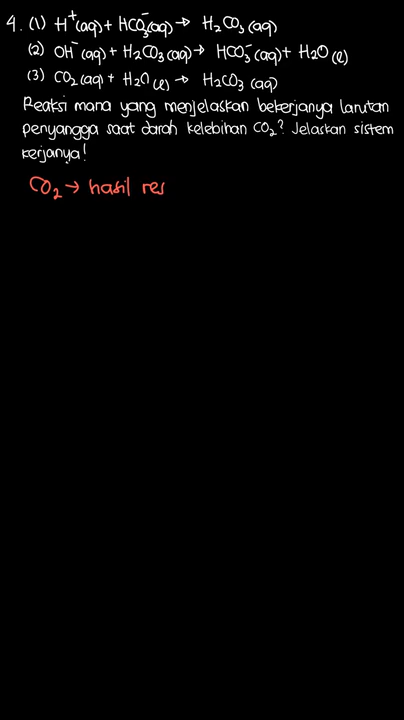 4. (1) H⁺(aq) + HCO₃⁻(aq) → H₂CO₃(aq)
(2) OH⁻(aq) + H₂CO₃(aq) → HCO₃⁻(aq) + H₂O(l)
(3) CO₂(aq) + H₂O(l) → H₂CO₃(aq)
Reaksi mana yang menjelaskan bekerjanya larutan
penyangga saat darah kelebihan CO₂? Jelaskan sistem
kerjanya!
CO₂ → hasil res